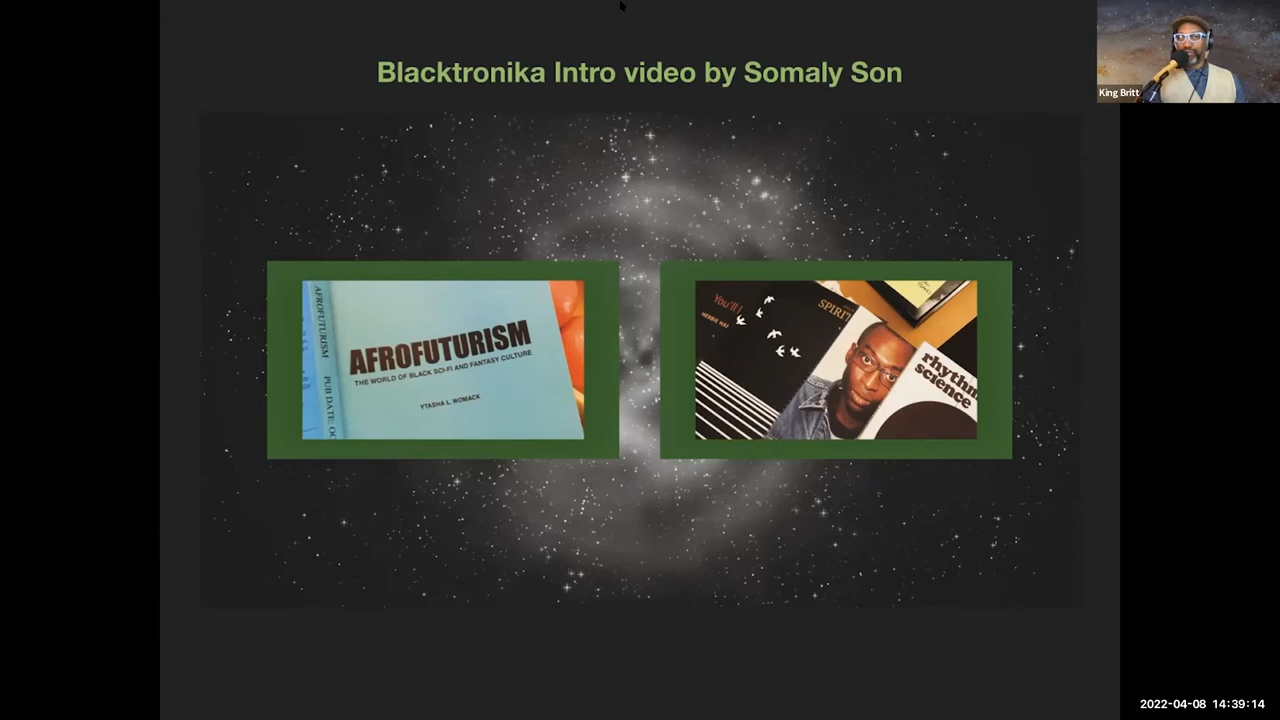 Blacktronika Intro video by Somaly Son
King Britt
AFROFUTURISM
PUB DATE: OC
AFROFUTURISM
THE WORLD OF BLACK SCI-FI AND FANTASY CULTURE
YTASHA L. WOMACK
You'll
HERBIE HAN
SPIRIT
rhythm
science
2022-04-08 14:39:14